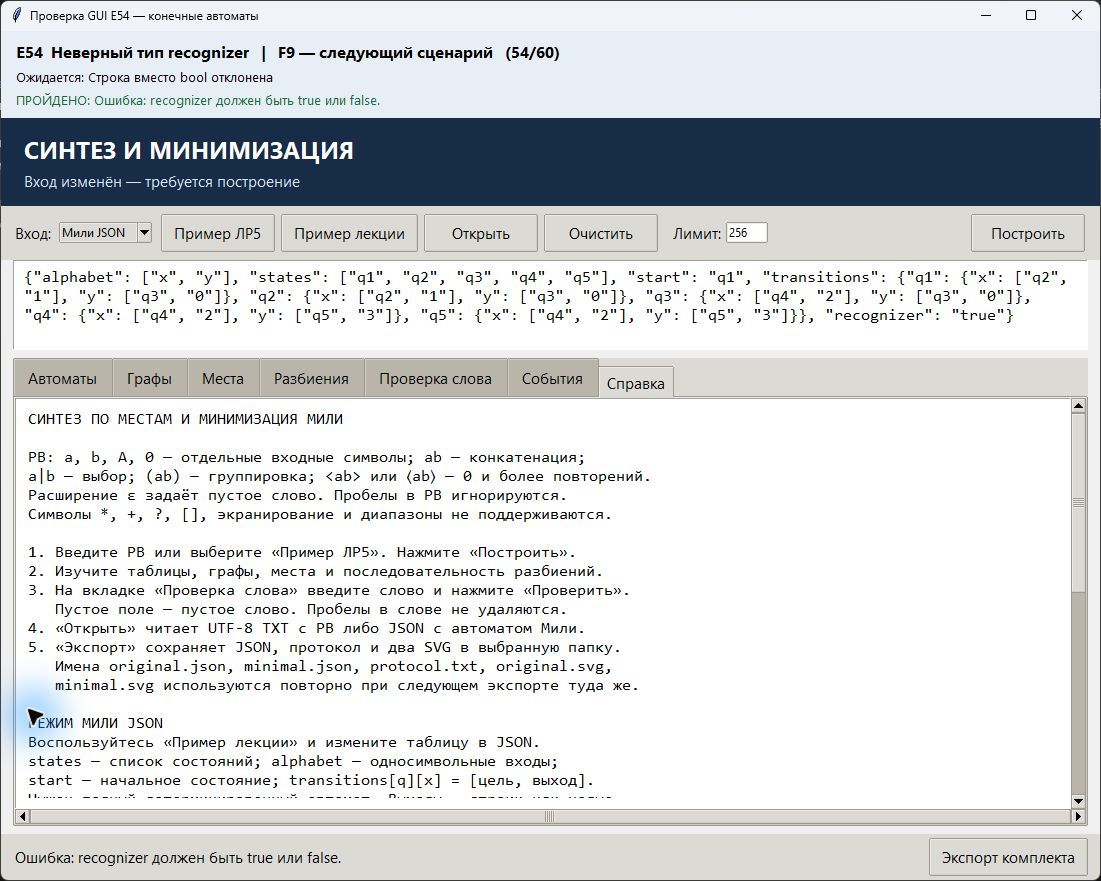 Проверка GUI E54 — конечные автоматы
E54 Неверный тип recognizer | F9 — следующий сценарий (54/60)
Ожидается: Строка вместо bool отклонена
ПРОЙДЕНО: Ошибка: recognizer должен быть true или false.
СИНТЕЗ И МИНИМИЗАЦИЯ
Вход изменён — требуется построение
Вход: Мили JSON Пример ЛР5 Пример лекции Открыть Очистить Лимит: 256 Построить
{"alphabet": ["x", "y"], "states": ["q1", "q2", "q3", "q4", "q5"], "start": "q1", "transitions": {"q1": {"x": ["q2",
"1"], "y": ["q3", "0"]}, "q2": {"x": ["q2", "1"], "y": ["q3", "0"]}, "q3": {"x": ["q4", "2"], "y": ["q3", "0"]},
"q4": {"x": ["q4", "2"], "y": ["q5", "3"]}, "q5": {"x": ["q4", "2"], "y": ["q5", "3"]}}, "recognizer": "true"}
Автоматы Графы Места Разбиения Проверка слова События Справка
СИНТЕЗ ПО МЕСТАМ И МИНИМИЗАЦИЯ МИЛИ
РВ: a, b, A, 0 — отдельные входные символы; ab — конкатенация;
a|b — выбор; (ab) — группировка; <ab> или ⟨ab⟩ — 0 и более повторений.
Расширение ε задаёт пустое слово. Пробелы в РВ игнорируются.
Символы *, +, ?, [], экранирование и диапазоны не поддерживаются.
1. Введите РВ или выберите «Пример ЛР5». Нажмите «Построить».
2. Изучите таблицы, графы, места и последовательность разбиений.
3. На вкладке «Проверка слова» введите слово и нажмите «Проверить».
Пустое поле — пустое слово. Пробелы в слове не удаляются.
4. «Открыть» читает UTF-8 TXT с РВ либо JSON с автоматом Мили.
5. «Экспорт» сохраняет JSON, протокол и два SVG в выбранную папку.
Имена original.json, minimal.json, protocol.txt, original.svg,
minimal.svg используются повторно при следующем экспорте туда же.
РЕЖИМ МИЛИ JSON
Воспользуйтесь «Пример лекции» и измените таблицу в JSON.
states — список состояний; alphabet — односимвольные входы;
start — начальное состояние; transitions[q][x] = [цель, выход].
Ошибка: recognizer должен быть true или false.
Экспорт комплекта